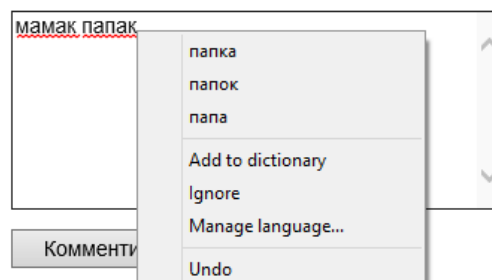 мамак папак
папка
папок
папа
Add to dictionary
Ignore
Manage language...
Комменти
Undo